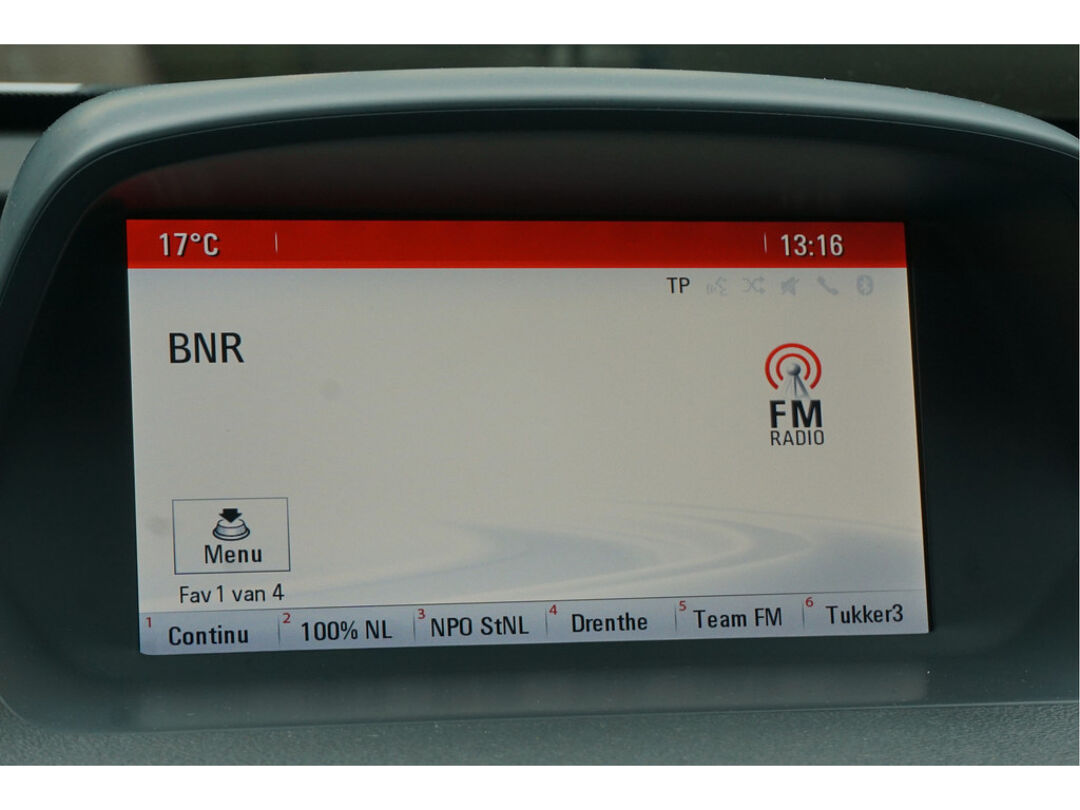 17°C 13:16
TP
BNR
FM
RADIO
Menu
Fav 1 van 4
1 Continu 2 100% NL 3 NPO StNL 4 Drenthe 5 Team FM 6 Tukker3